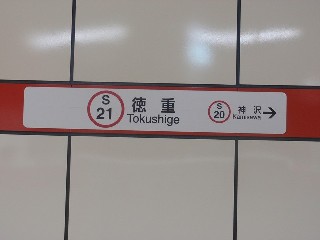 S
21
徳重
Tokushige
S
20
神沢
Kamisawa
→